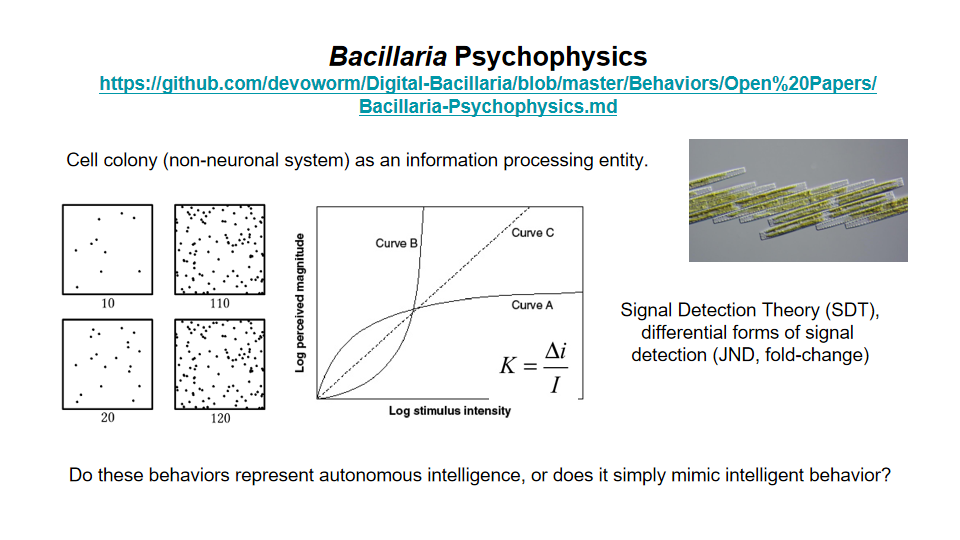 Bacillaria Psychophysics
https://github.com/devoworm/Digital-Bacillaria/blob/master/Behaviors/Open%20Papers/
Bacillaria-Psychophysics.md
Cell colony (non-neuronal system) as an information processing entity.
10
110
20
120
Log perceived magnitude
Curve B
Curve C
Curve A
K = Δi / I
Log stimulus intensity
Signal Detection Theory (SDT),
differential forms of signal
detection (JND, fold-change)
Do these behaviors represent autonomous intelligence, or does it simply mimic intelligent behavior?